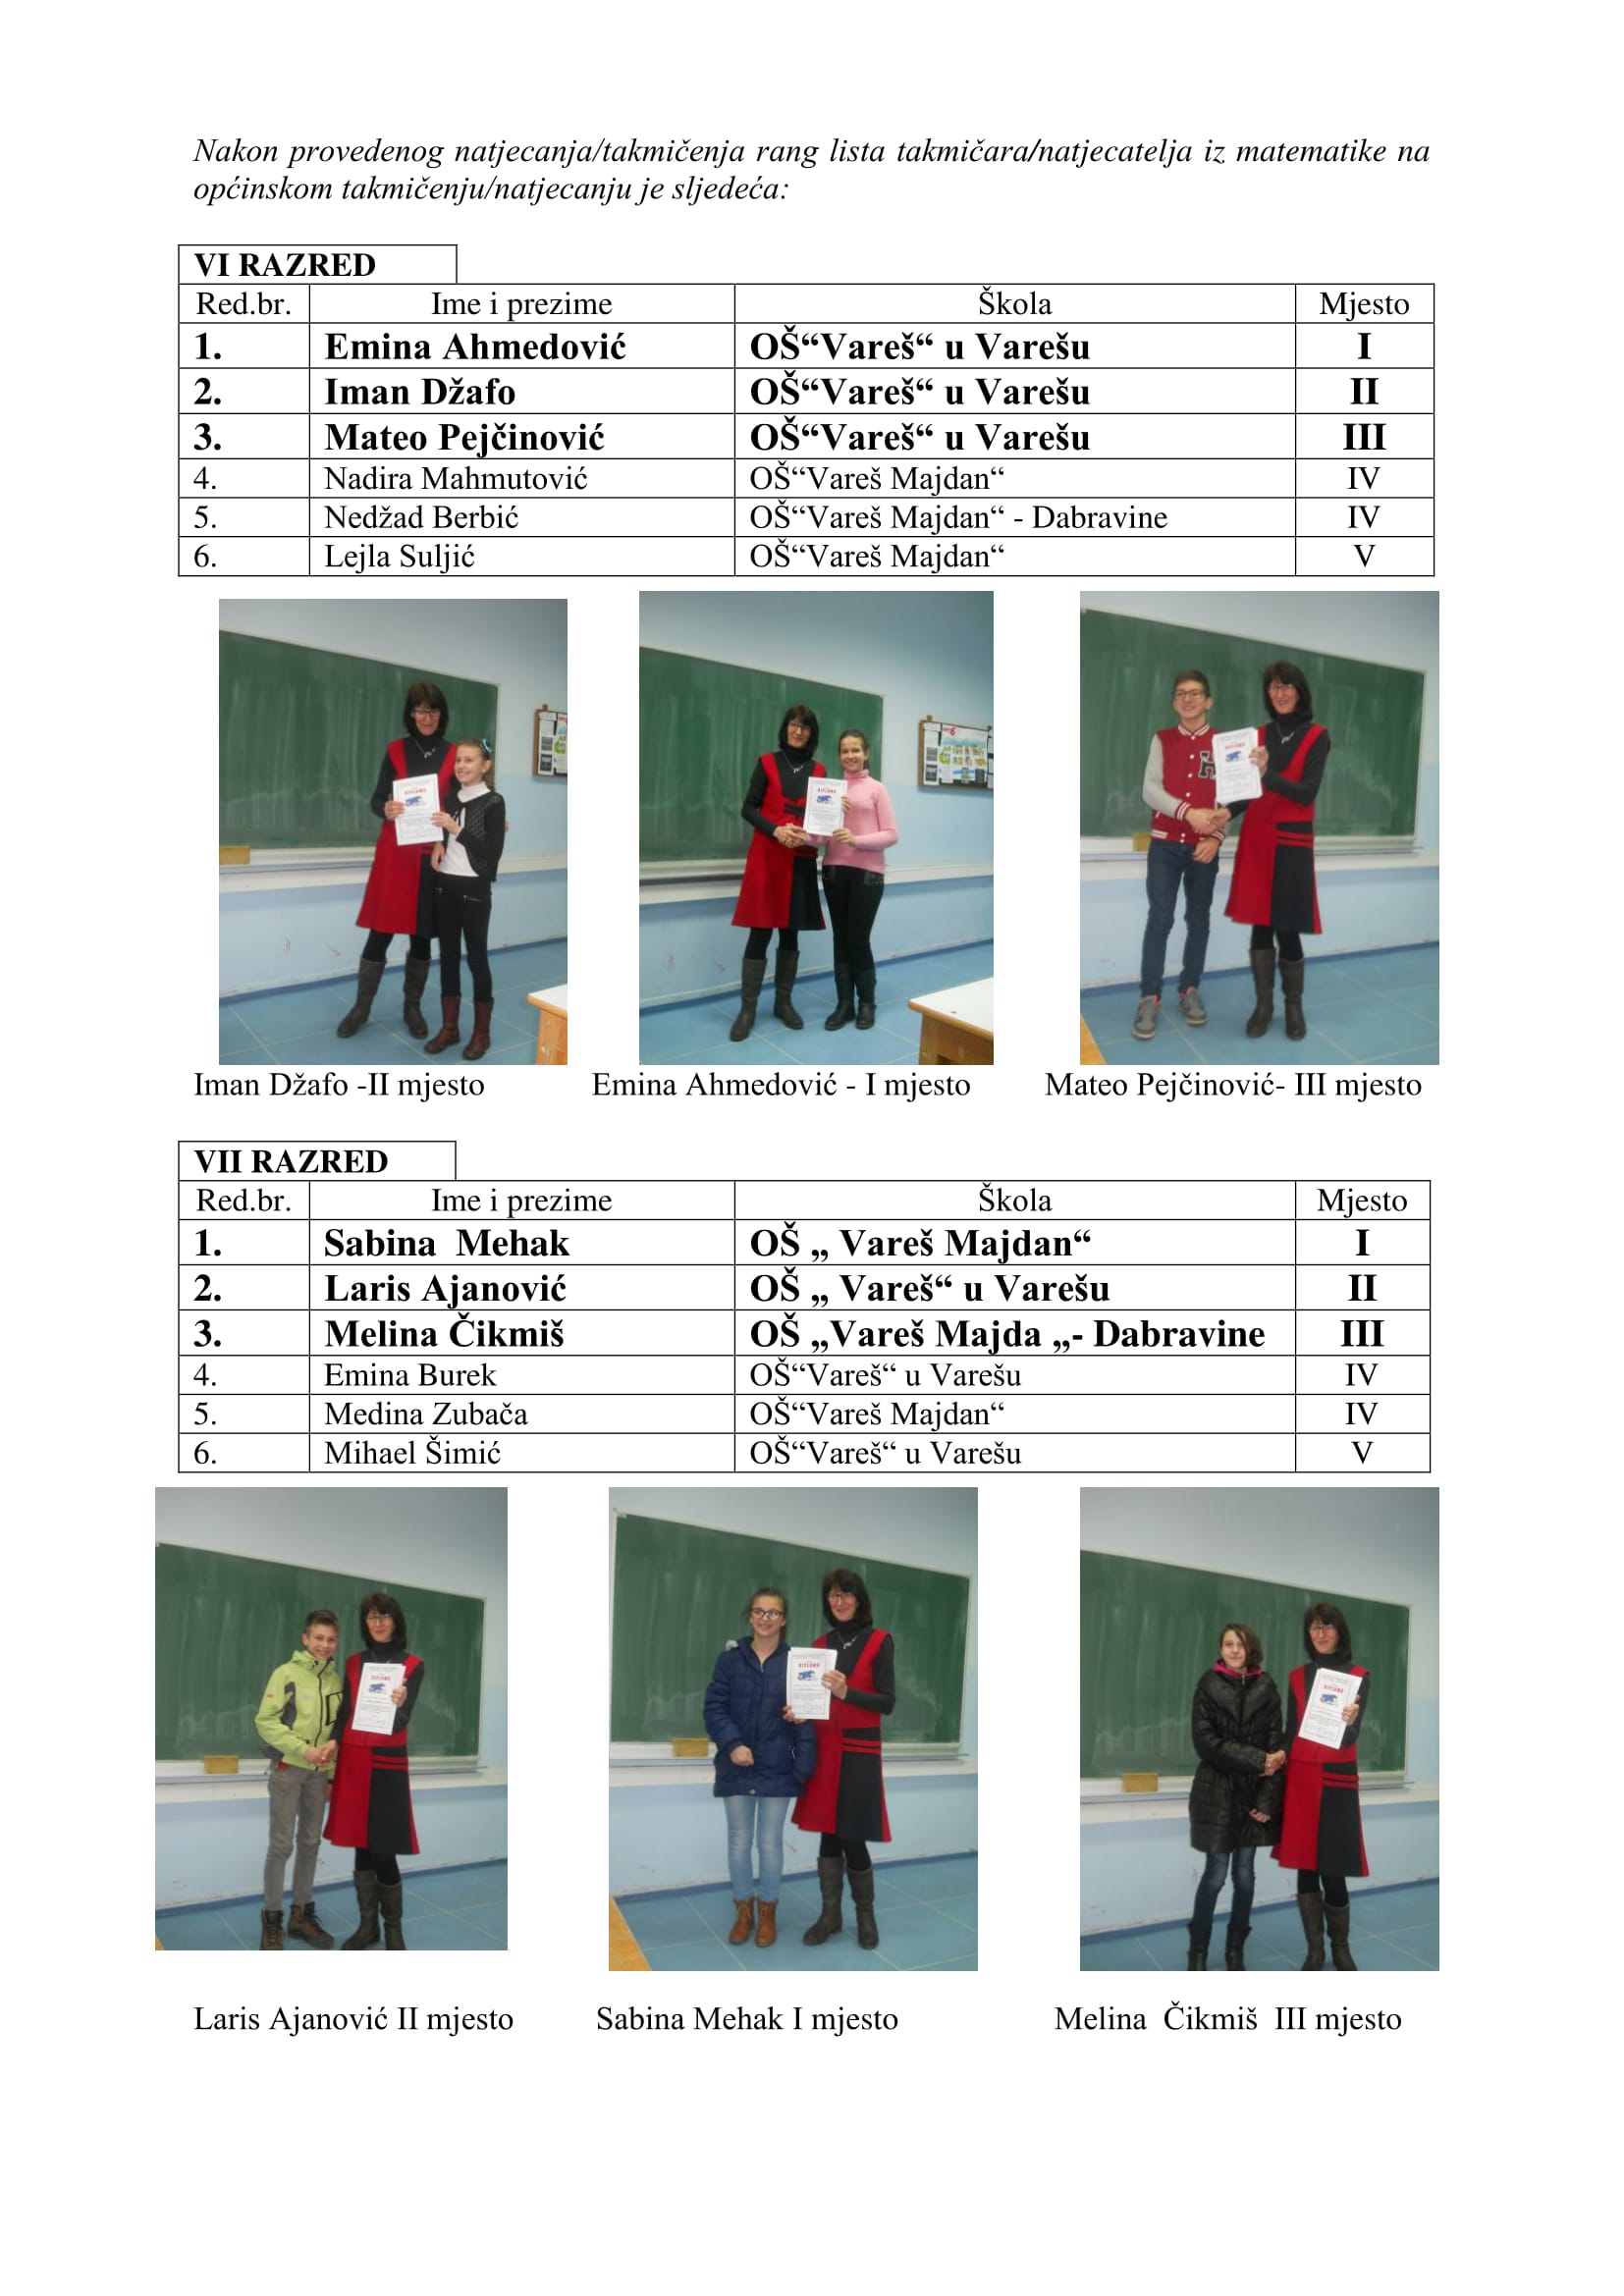 Nakon provedenog natjecanja/takmičenja rang lista takmičara/natjecatelja iz matematike na
općinskom takmičenju/natjecanju je sljedeća:
VI RAZRED
Red.br. Ime i prezime Škola Mjesto
1. Emina Ahmedović OŠ“Vareš“ u Varešu I
2. Iman Džafo OŠ“Vareš“ u Varešu II
3. Mateo Pejčinović OŠ“Vareš“ u Varešu III
4. Nadira Mahmutović OŠ“Vareš Majdan“ IV
5. Nedžad Berbić OŠ“Vareš Majdan“ - Dabravine IV
6. Lejla Suljić OŠ“Vareš Majdan“ V
DIPLOMU
DIPLOMU
DIPLOMU
Iman Džafo -II mjesto Emina Ahmedović - I mjesto Mateo Pejčinović- III mjesto
VII RAZRED
Red.br. Ime i prezime Škola Mjesto
1. Sabina  Mehak OŠ „ Vareš Majdan“ I
2. Laris Ajanović OŠ „ Vareš“ u Varešu II
3. Melina Čikmiš OŠ „Vareš Majda „- Dabravine III
4. Emina Burek OŠ“Vareš“ u Varešu IV
5. Medina Zubača OŠ“Vareš Majdan“ IV
6. Mihael Šimić OŠ“Vareš“ u Varešu V
DIPLOMU
DIPLOMU
DIPLOMU
Laris Ajanović II mjesto Sabina Mehak I mjesto Melina  Čikmiš  III mjesto